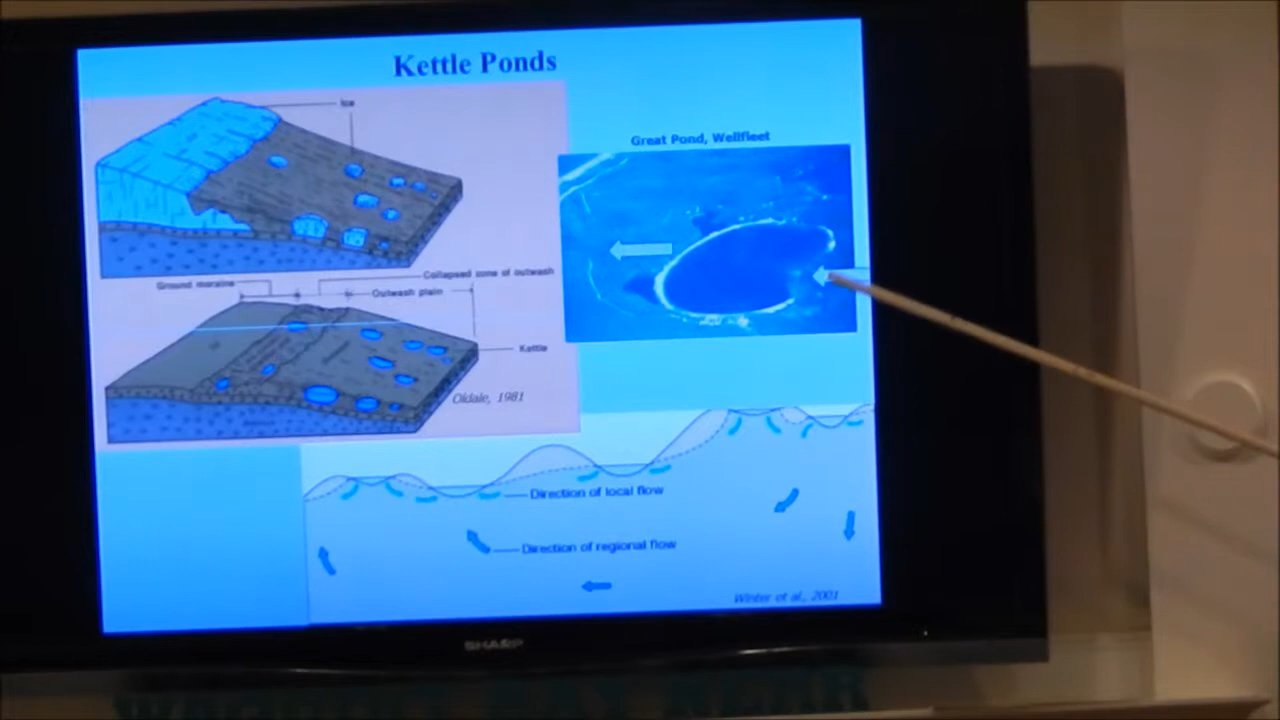 Kettle Ponds
Ice
Great Pond, Wellfleet
Ground moraine
Collapsed zone of outwash
Outwash plain
Kettle
Oldale, 1981
Direction of local flow
Direction of regional flow
Winter et al., 2001
SHARP